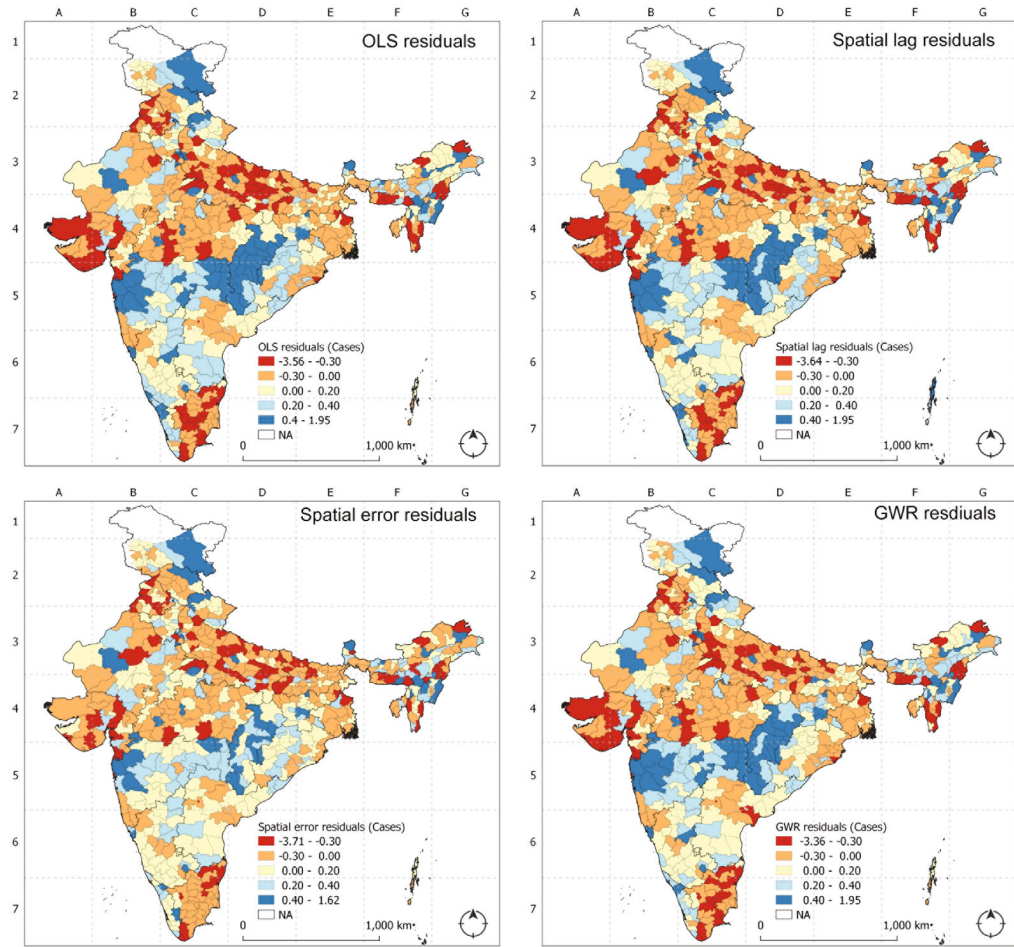 A B C D E F G
1
2
3
4
5
6
7
OLS residuals
OLS residuals (Cases)
-3.56 - -0.30
-0.30 - 0.00
0.00 - 0.20
0.20 - 0.40
0.4 - 1.95
NA
0 1,000 km
A B C D E F G
1
2
3
4
5
6
7
Spatial lag residuals
Spatial lag residuals (Cases)
-3.64 - -0.30
-0.30 - 0.00
0.00 - 0.20
0.20 - 0.40
0.40 - 1.95
NA
0 1,000 km
A B C D E F G
1
2
3
4
5
6
7
Spatial error residuals
Spatial error residuals (Cases)
-3.71 - -0.30
-0.30 - 0.00
0.00 - 0.20
0.20 - 0.40
0.40 - 1.62
NA
0 1,000 km
A B C D E F G
1
2
3
4
5
6
7
GWR resdiuals
GWR residuals (Cases)
-3.36 - -0.30
-0.30 - 0.00
0.00 - 0.20
0.20 - 0.40
0.40 - 1.95
NA
0 1,000 km